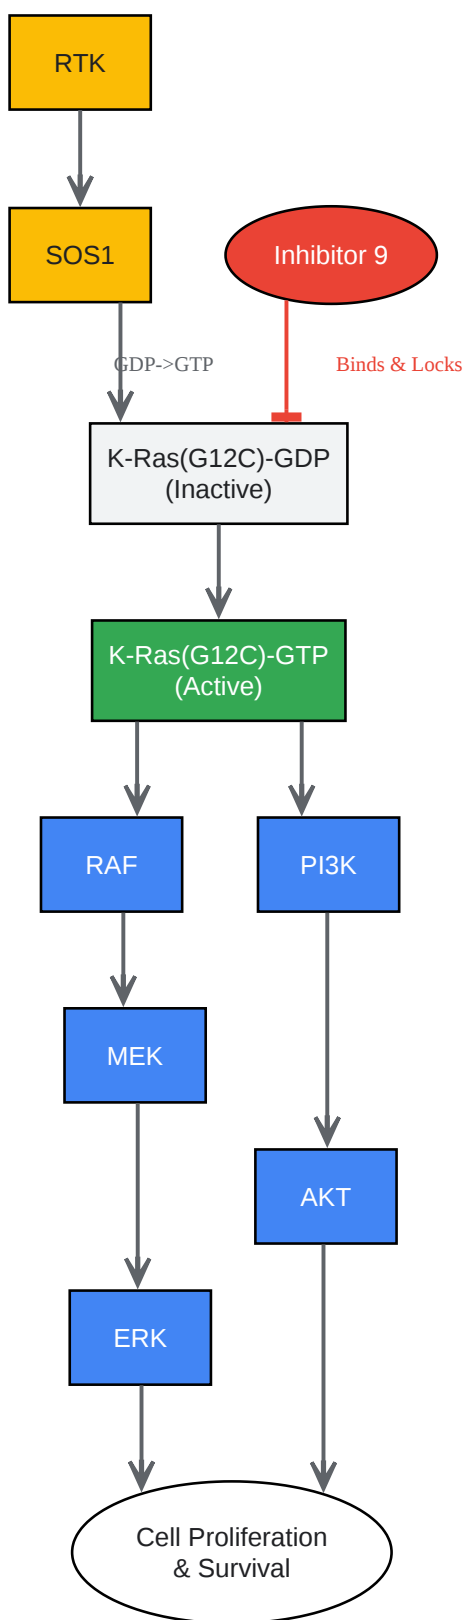 RTK
SOS1
Inhibitor 9
GDP->GTP
Binds & Locks
K-Ras(G12C)-GDP
(Inactive)
K-Ras(G12C)-GTP
(Active)
RAF
PI3K
MEK
AKT
ERK
Cell Proliferation
& Survival